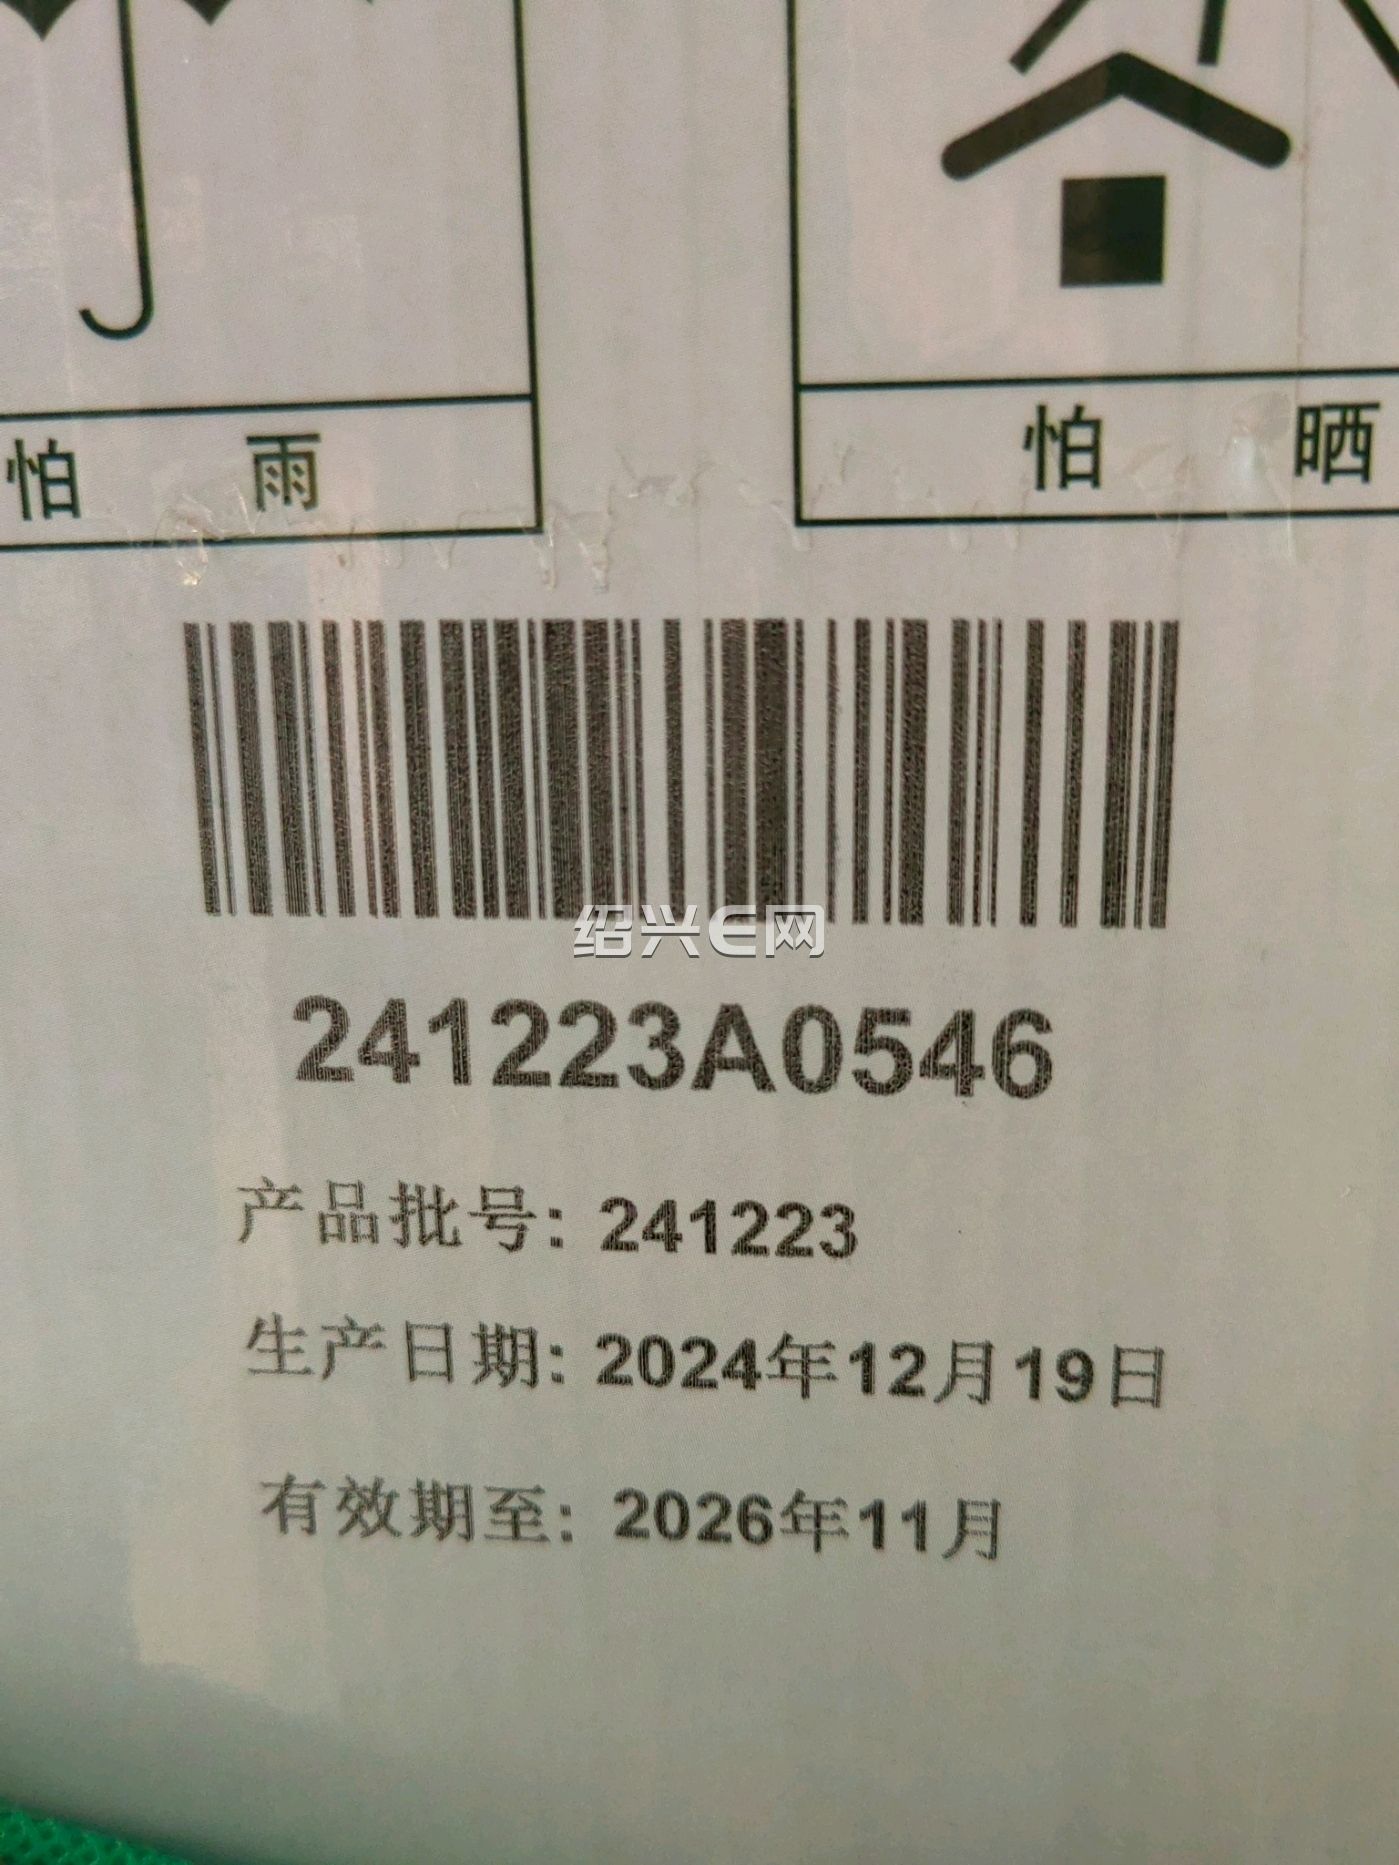 怕 雨
怕 晒
绍兴E网
241223A0546
产品批号: 241223
生产日期: 2024年12月19日
有效期至: 2026年11月